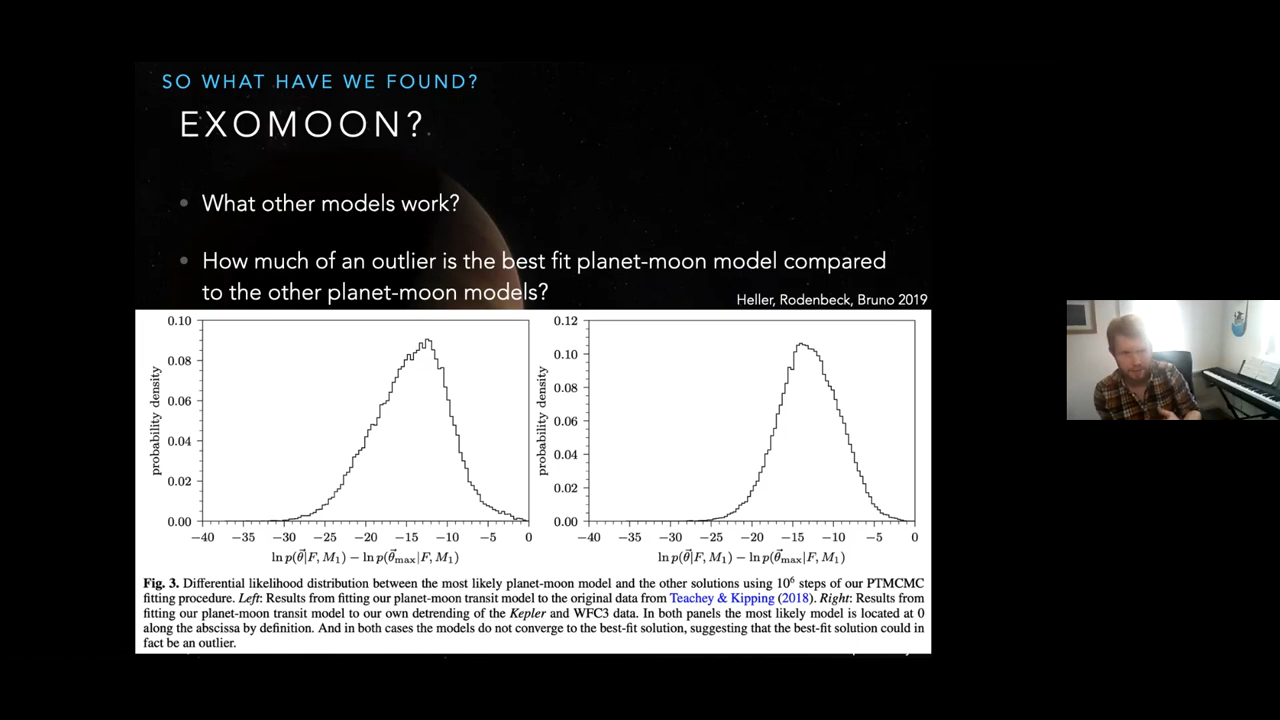 SO WHAT HAVE WE FOUND?
EXOMOON?
• What other models work?
• How much of an outlier is the best fit planet-moon model compared
to the other planet-moon models?
Heller, Rodenbeck, Bruno 2019
0.10
0.08
0.06
0.04
0.02
0.00
probability density
−40 −35 −30 −25 −20 −15 −10 −5 0
ln p(θ⃗|F, M₁) − ln p(θ⃗max|F, M₁)
0.12
0.10
0.08
0.06
0.04
0.02
0.00
probability density
−40 −35 −30 −25 −20 −15 −10 −5 0
ln p(θ⃗|F, M₁) − ln p(θ⃗max|F, M₁)
Fig. 3. Differential likelihood distribution between the most likely planet-moon model and the other solutions using 10⁶ steps of our PTMCMC
fitting procedure. Left: Results from fitting our planet-moon transit model to the original data from Teachey & Kipping (2018). Right: Results from
fitting our planet-moon transit model to our own detrending of the Kepler and WFC3 data. In both panels the most likely model is located at 0
along the abscissa by definition. And in both cases the models do not converge to the best-fit solution, suggesting that the best-fit solution could in
fact be an outlier.